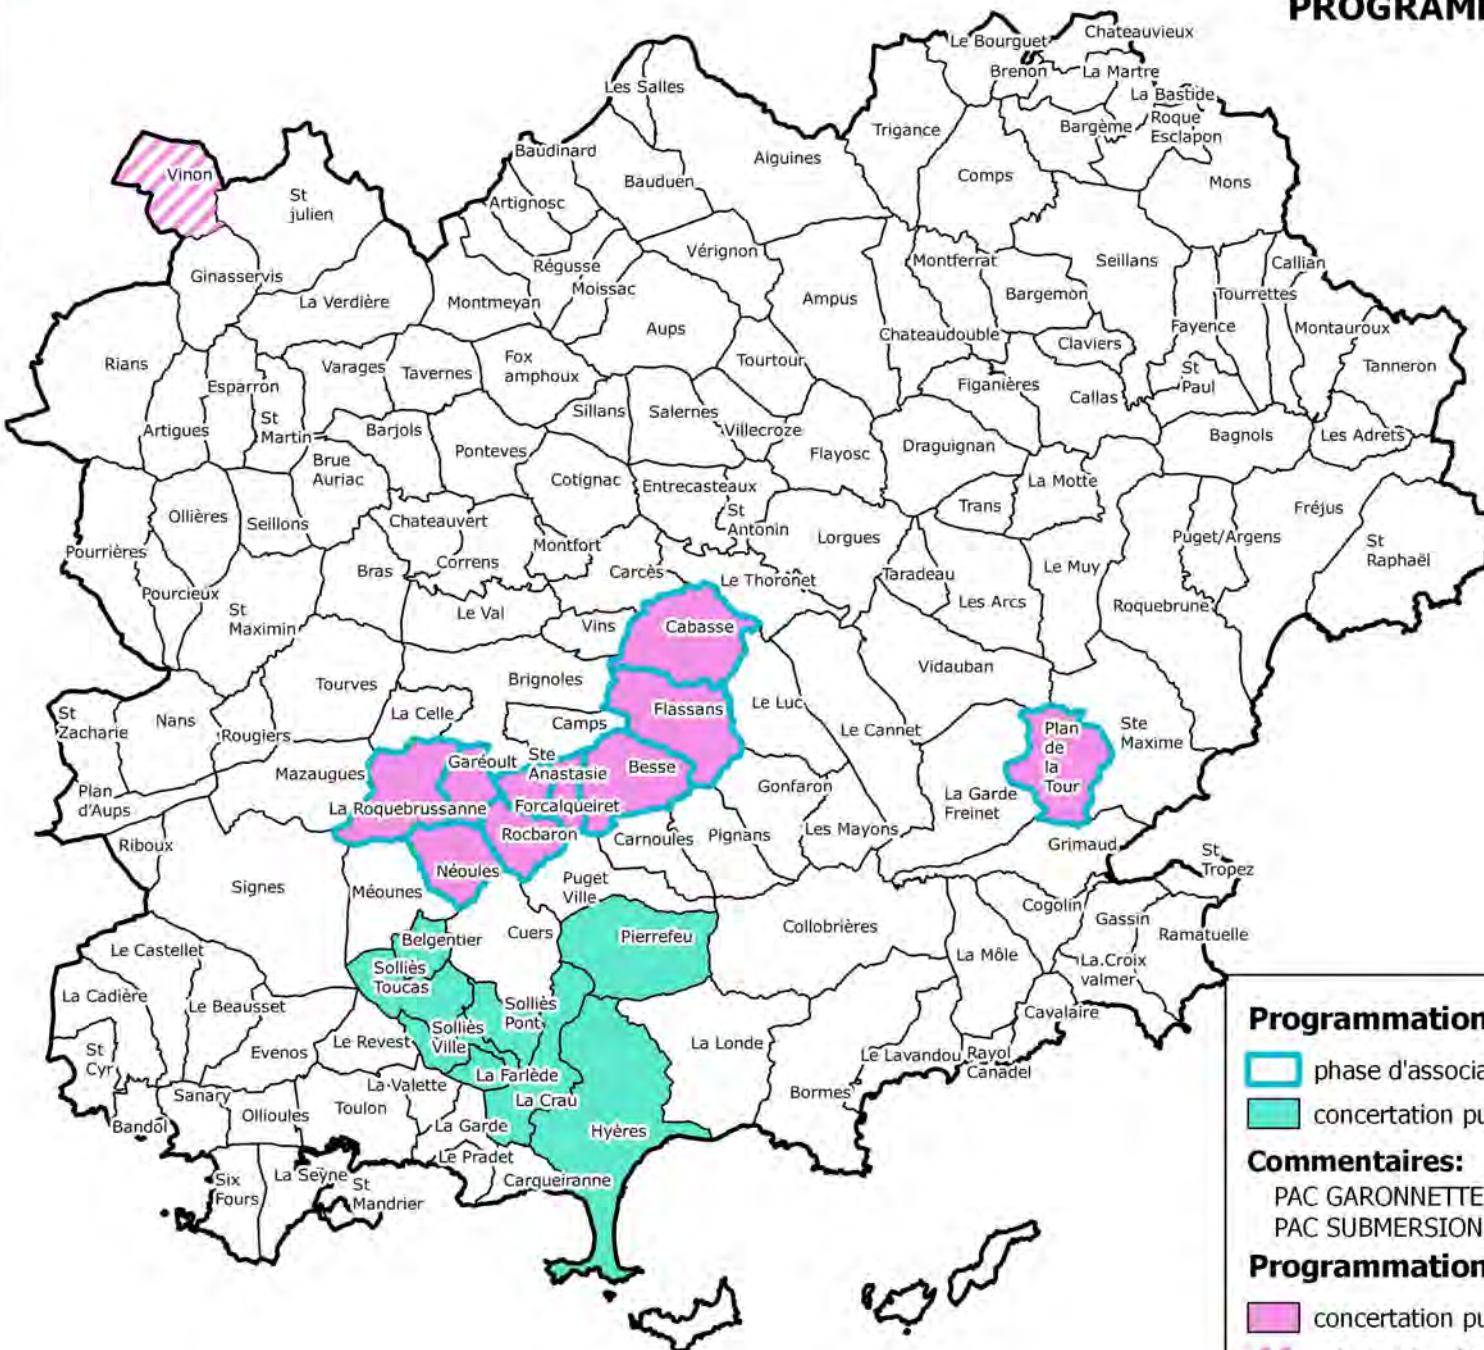 PROGRAMM
Le Bourguet
Chateauvieux
Les Salles
Brenon
La Martre
La Bastide
Trigance
Bargème
Roque
Esclapon
Baudinard
Aiguines
Vinon
Bauduen
Comps
Mons
St
julien
Artignosc
Vérignon
Montferrat
Seillans
Callian
Ginasservis
Régusse
La Verdière
Montmeyan
Moissac
Ampus
Bargemon
Tourrettes
Aups
Chateaudouble
Fayence
Montauroux
Claviers
Rians
Varages
Tavernes
Fox
amphoux
Tourtour
St
Paul
Tanneron
Esparron
Figanières
Callas
Artigues
St
Martin
Barjols
Sillans
Salernes
Villecroze
Bagnols
Les Adrets
Brue
Auriac
Ponteves
Flayosc
Draguignan
Cotignac
Entrecasteaux
La Motte
Ollières
Seillons
Chateauvert
St
Antonin
Trans
Fréjus
Pourrières
Montfort
Lorgues
Puget/Argens
St
Raphaël
Correns
Bras
Carcès
Le Thoronet
Taradeau
Le Muy
Pourcieux
St
Maximin
Le Val
Les Arcs
Roquebrune
Vins
Cabasse
Vidauban
Tourves
Brignoles
St
Zacharie
Nans
La Celle
Camps
Flassans
Le Luc
Rougiers
Le Cannet
Plan
de
la
Tour
Ste
Maxime
Mazaugues
Garéoult
Ste
Anastasie
Besse
Gonfaron
Plan
d'Aups
La Roquebrussanne
Forcalqueiret
La Garde
Freinet
Rocbaron
Carnoules
Pignans
Les Mayons
Riboux
Grimaud
St
Tropez
Signes
Méounes
Néoules
Puget
Ville
Cogolin
Gassin
Belgentier
Cuers
Pierrefeu
Collobrières
Ramatuelle
Le Castellet
Solliès
Toucas
La Môle
La.Croix
valmer
La Cadière
Le Beausset
Solliès
Pont
Cavalaire
Le Revest
Solliès
Ville
La Londe
St
Cyr
Evenos
Le Lavandou
Rayol
Canadel
La Farlède
La-Valette
Bormes
Sanary
Toulon
La Crau
Bandol
Ollioules
La Garde
Hyères
Le Pradet
Six
Fours
La Seyne
St
Mandrier
Carqueiranne
Programmation
phase d'associa
concertation pu
Commentaires:
PAC GARONNETTE
PAC SUBMERSION
Programmation
concertation pu